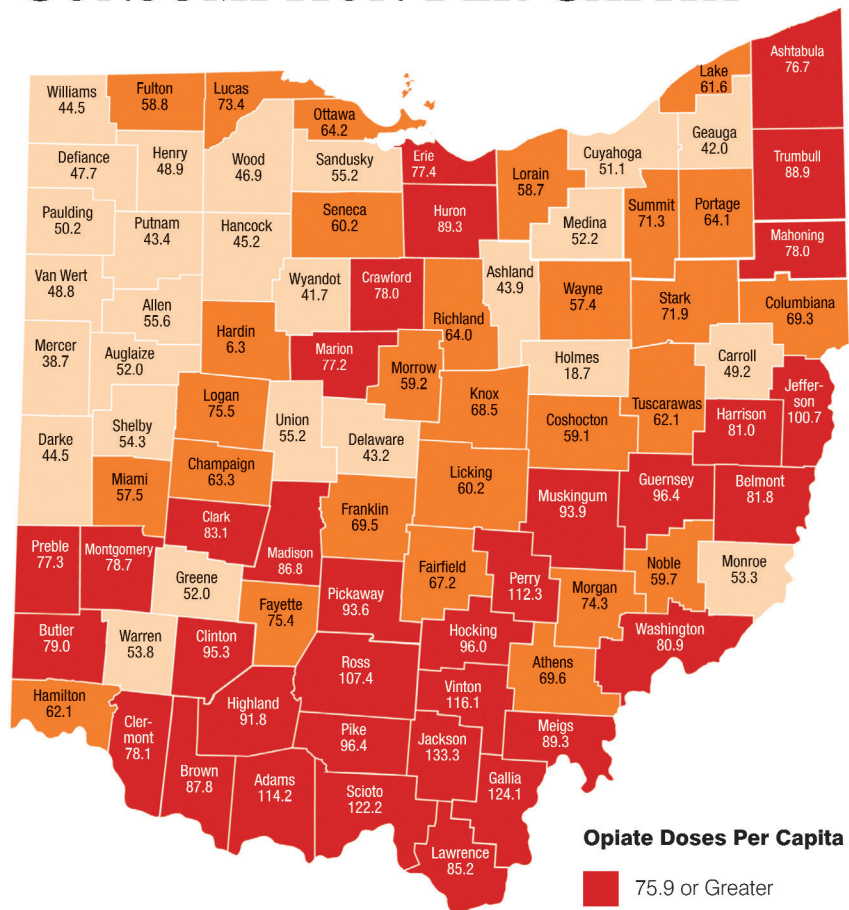 Ashtabula
76.7
Lake
61.6
Williams
44.5
Fulton
58.8
Lucas
73.4
Ottawa
64.2
Geauga
42.0
Defiance
47.7
Henry
48.9
Wood
46.9
Sandusky
55.2
Erie
77.4
Lorain
58.7
Cuyahoga
51.1
Trumbull
88.9
Paulding
50.2
Putnam
43.4
Hancock
45.2
Seneca
60.2
Huron
89.3
Medina
52.2
Summit
71.3
Portage
64.1
Mahoning
78.0
Van Wert
48.8
Allen
55.6
Wyandot
41.7
Crawford
78.0
Ashland
43.9
Wayne
57.4
Stark
71.9
Columbiana
69.3
Mercer
38.7
Auglaize
52.0
Hardin
6.3
Marion
77.2
Richland
64.0
Morrow
59.2
Holmes
18.7
Carroll
49.2
Jeffer-
son
100.7
Logan
75.5
Union
55.2
Knox
68.5
Coshocton
59.1
Tuscarawas
62.1
Harrison
81.0
Darke
44.5
Shelby
54.3
Delaware
43.2
Miami
57.5
Champaign
63.3
Licking
60.2
Muskingum
93.9
Guernsey
96.4
Belmont
81.8
Clark
83.1
Franklin
69.5
Preble
77.3
Montgomery
78.7
Greene
52.0
Madison
86.8
Fairfield
67.2
Perry
112.3
Noble
59.7
Monroe
53.3
Fayette
75.4
Pickaway
93.6
Morgan
74.3
Butler
79.0
Warren
53.8
Clinton
95.3
Hocking
96.0
Washington
80.9
Ross
107.4
Athens
69.6
Hamilton
62.1
Highland
91.8
Vinton
116.1
Cler-
mont
78.1
Pike
96.4
Jackson
133.3
Meigs
89.3
Brown
87.8
Adams
114.2
Scioto
122.2
Gallia
124.1
Lawrence
85.2
Opiate Doses Per Capita
75.9 or Greater